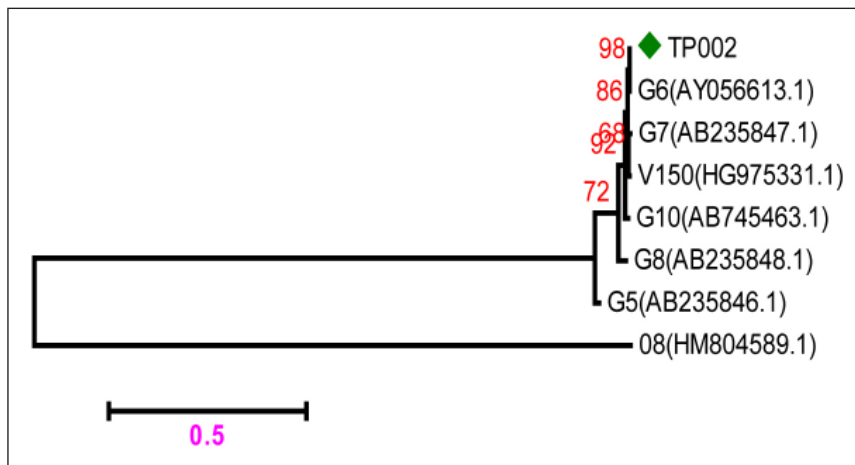 98 TP002
86 G6(AY056613.1)
68 G7(AB235847.1)
92
V150(HG975331.1)
72
G10(AB745463.1)
G8(AB235848.1)
G5(AB235846.1)
08(HM804589.1)
0.5